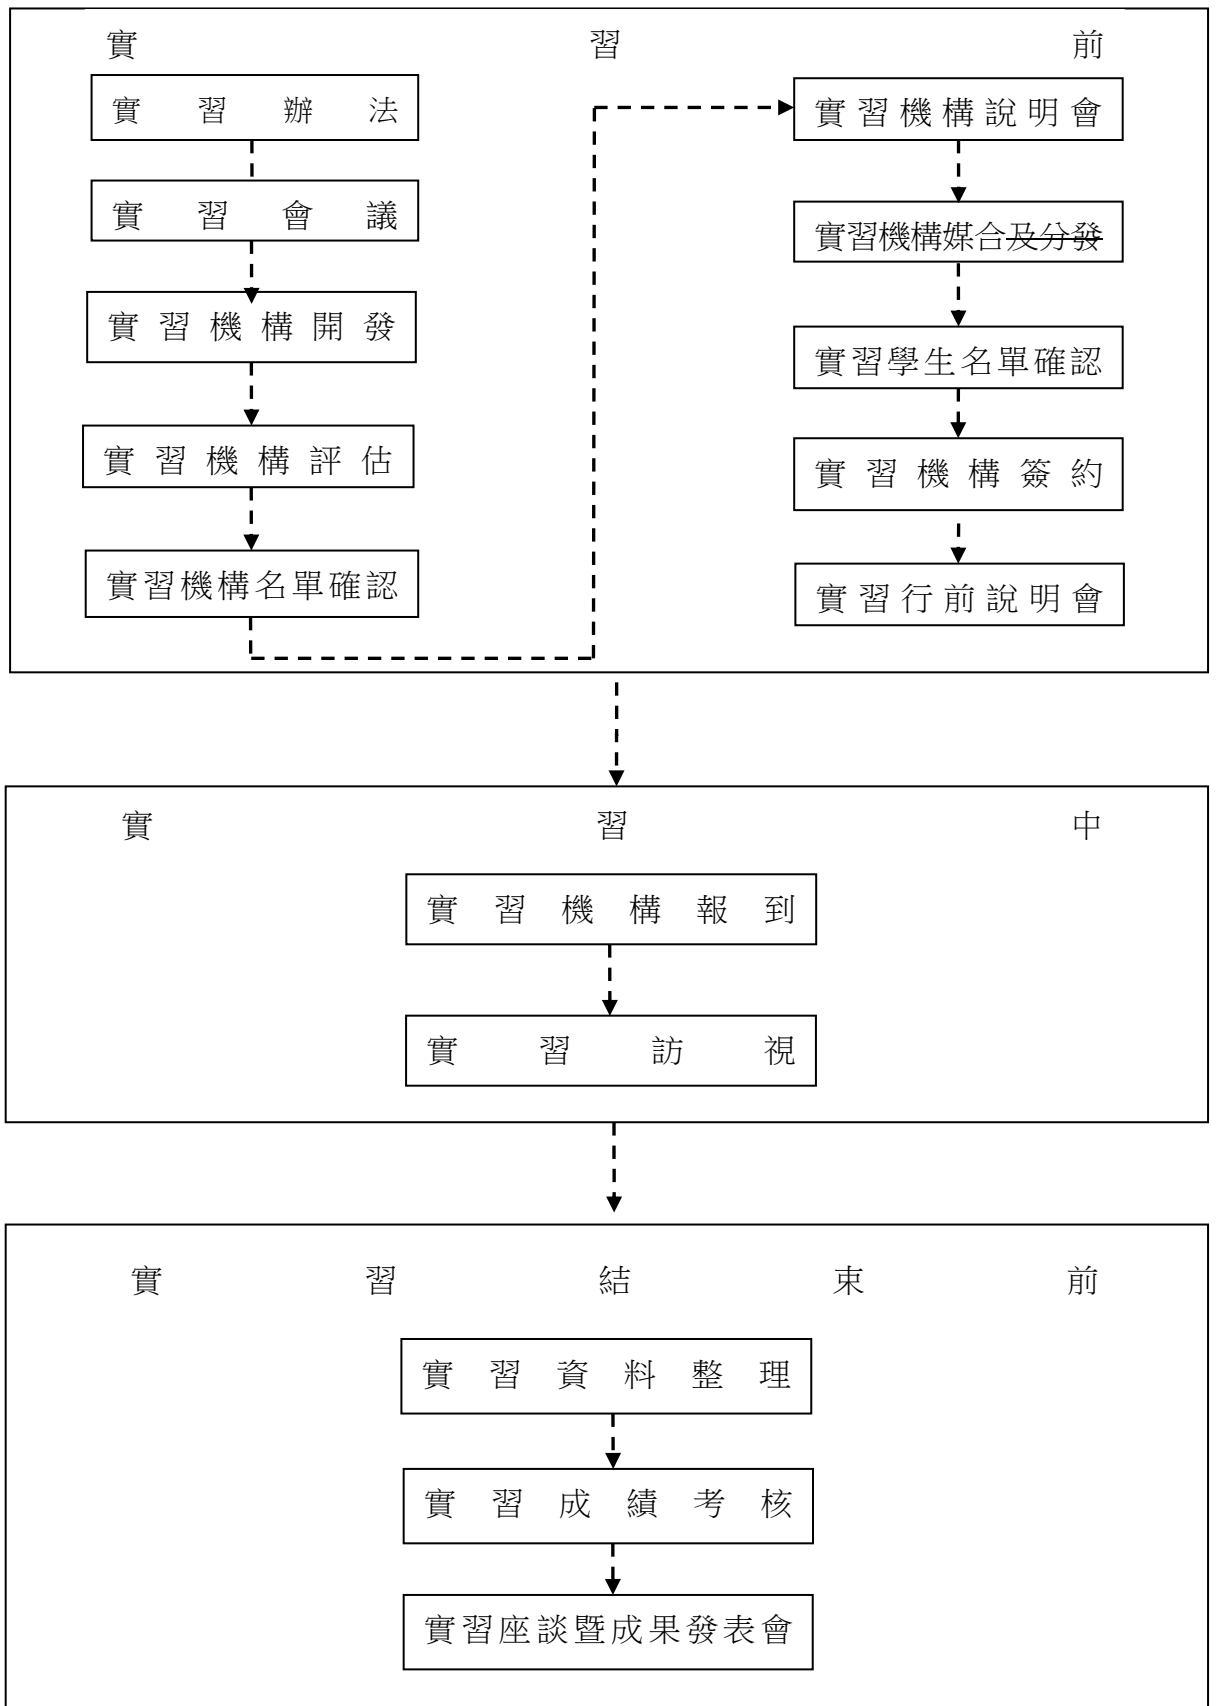 實習前
實習辦法
實習會議
實習機構開發
實習機構評估
實習機構名單確認
實習機構說明會
實習機構媒合及分發
實習學生名單確認
實習機構簽約
實習行前說明會
實習中
實習機構報到
實習訪視
實習結束前
實習資料整理
實習成績考核
實習座談暨成果發表會